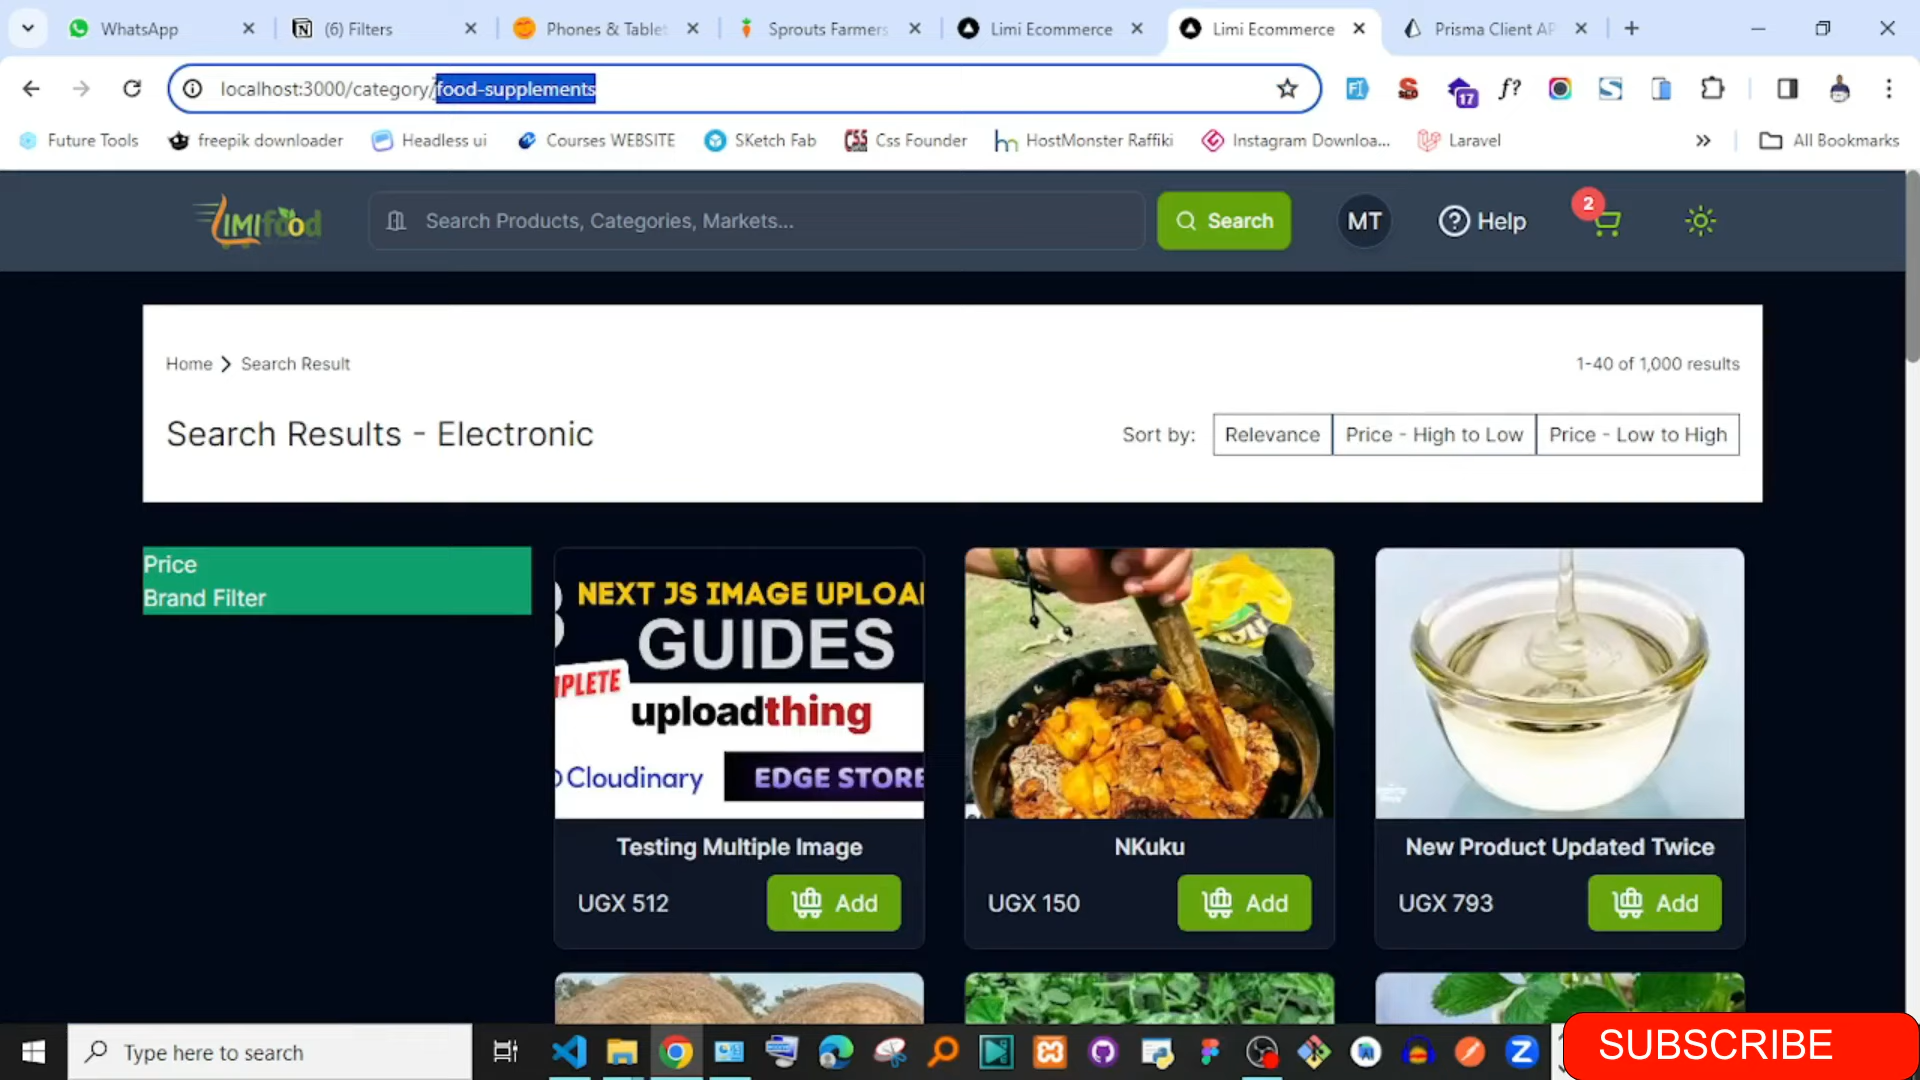 WhatsApp
(6) Filters
Phones & Tablet
Sprouts Farmers
Limi Ecommerce
Limi Ecommerce
Prisma Client AP
localhost:3000/category/food-supplements
17
f?
Future Tools
freepik downloader
Headless ui
Courses WEBSITE
SKetch Fab
Css Founder
HostMonster Raffiki
Instagram Downloa...
Laravel
All Bookmarks
LIMIfood
Search Products, Categories, Markets...
Search
MT
Help
2
Home
Search Result
1-40 of 1,000 results
Search Results - Electronic
Sort by:
Relevance
Price - High to Low
Price - Low to High
Price
Brand Filter
NEXT JS IMAGE UPLOA
GUIDES
PLETE
uploadthing
Cloudinary
EDGE STORE
Testing Multiple Image
UGX 512
Add
NKuku
UGX 150
Add
New Product Updated Twice
UGX 793
Add
Type here to search
SUBSCRIBE